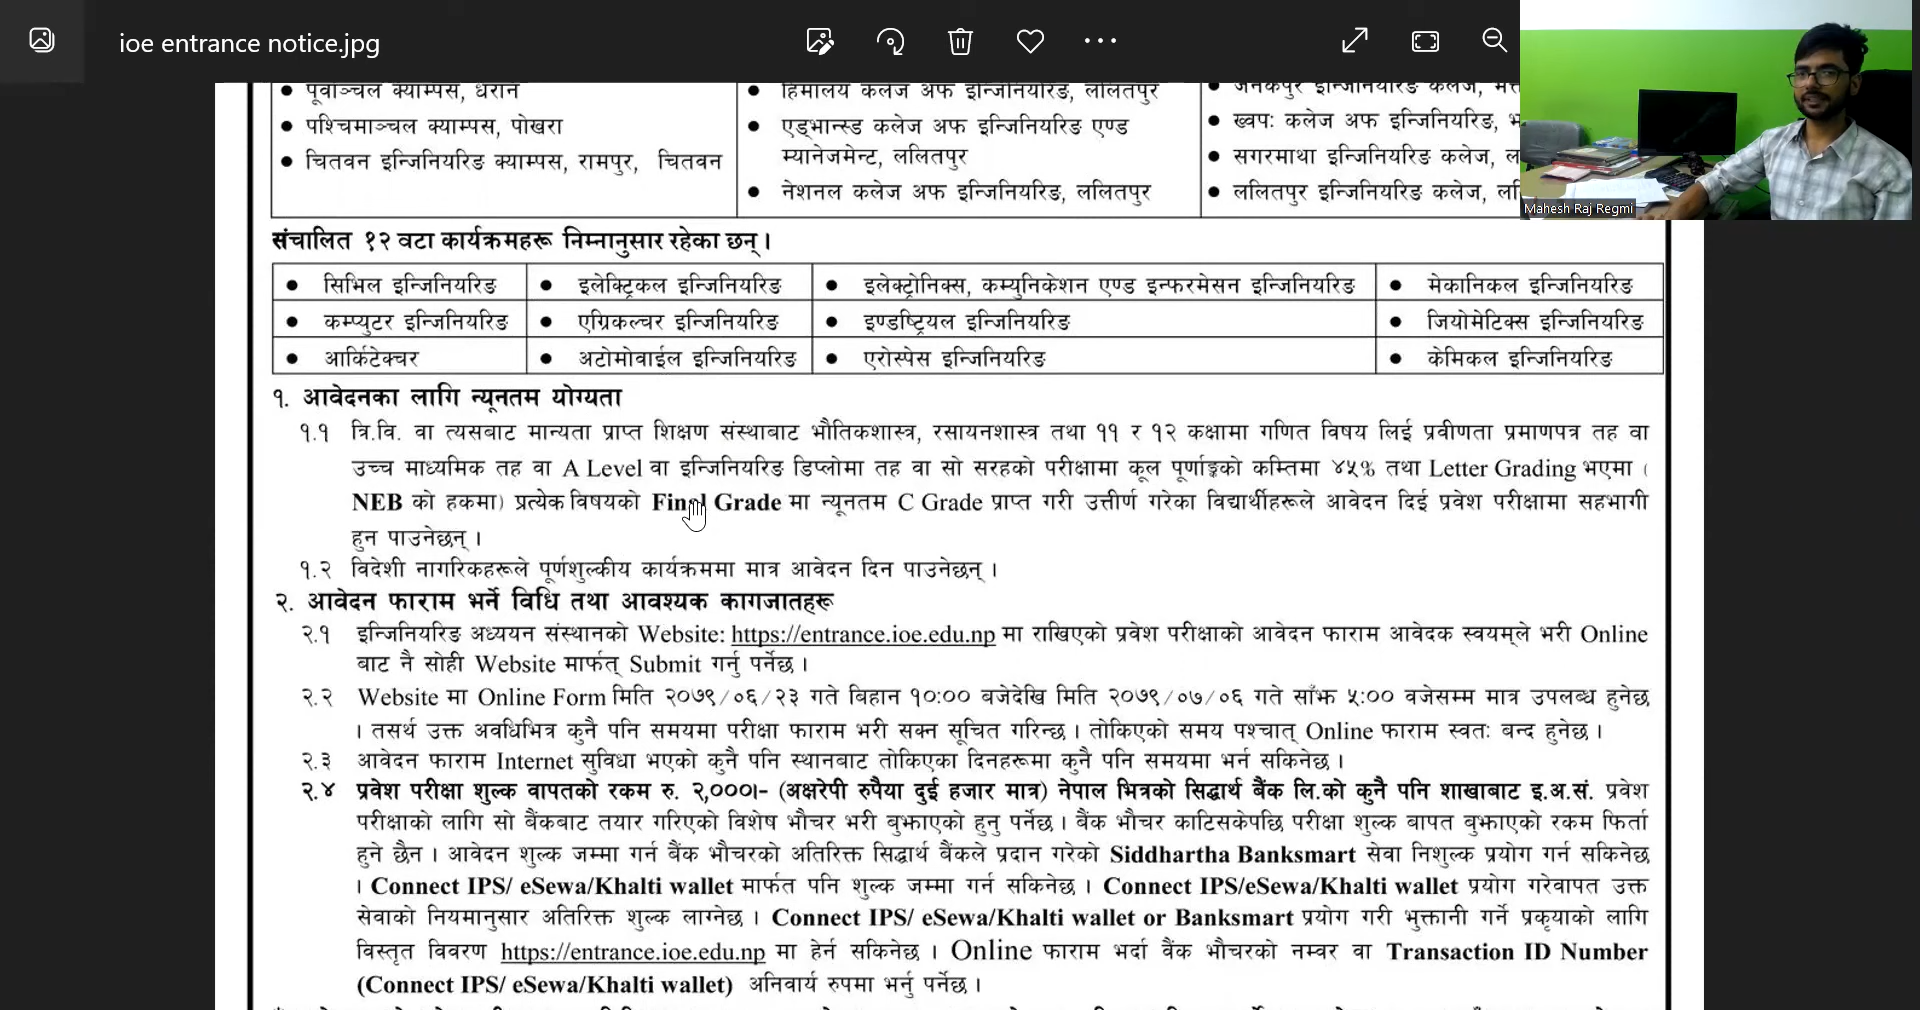 ioe entrance notice.jpg
Mahesh Raj Regmi
• पूर्वाञ्चल क्याम्पस, धरान
• पश्चिमाञ्चल क्याम्पस, पोखरा
• चितवन इन्जिनियरिङ क्याम्पस, रामपुर, चितवन
• हिमालय कलेज अफ इन्जिनियरिङ, ललितपुर
• एड्भान्स्ड कलेज अफ इन्जिनियरिङ एण्ड
म्यानेजमेन्ट, ललितपुर
• नेशनल कलेज अफ इन्जिनियरिङ, ललितपुर
• जनकपुर इन्जिनियरिङ कलेज,
• ख्वपः कलेज अफ इन्जिनियरिङ,
• सगरमाथा इन्जिनियरिङ कलेज,
• ललितपुर इन्जिनियरिङ कलेज,
संचालित १२ वटा कार्यक्रमहरू निम्नानुसार रहेका छन् ।
• सिभिल इन्जिनियरिङ • इलेक्ट्रिकल इन्जिनियरिङ • इलेक्ट्रोनिक्स, कम्युनिकेशन एण्ड इन्फरमेसन इन्जिनियरिङ • मेकानिकल इन्जिनियरिङ
• कम्प्युटर इन्जिनियरिङ • एग्रिकल्चर इन्जिनियरिङ • इण्डष्ट्रियल इन्जिनियरिङ • जियोमेटिक्स इन्जिनियरिङ
• आर्किटेक्चर • अटोमोवाईल इन्जिनियरिङ • एरोस्पेस इन्जिनियरिङ • केमिकल इन्जिनियरिङ
१. आवेदनका लागि न्यूनतम योग्यता
१.१ त्रि.वि. वा त्यसबाट मान्यता प्राप्त शिक्षण संस्थाबाट भौतिकशास्त्र, रसायनशास्त्र तथा ११ र १२ कक्षामा गणित विषय लिई प्रवीणता प्रमाणपत्र तह वा
उच्च माध्यमिक तह वा A Level वा इन्जिनियरिङ डिप्लोमा तह वा सो सरहको परीक्षामा कूल पूर्णाङ्कको कम्तिमा ४५% तथा Letter Grading भएमा (
NEB को हकमा) प्रत्येक विषयको Final Grade मा न्यूनतम C Grade प्राप्त गरी उत्तीर्ण गरेका विद्यार्थीहरूले आवेदन दिई प्रवेश परीक्षामा सहभागी
हुन पाउनेछन् ।
१.२ विदेशी नागरिकहरूले पूर्णशुल्कीय कार्यक्रममा मात्र आवेदन दिन पाउनेछन् ।
२. आवेदन फाराम भर्ने विधि तथा आवश्यक कागजातहरू
२.१ इन्जिनियरिङ अध्ययन संस्थानको Website: https://entrance.ioe.edu.np मा राखिएको प्रवेश परीक्षाको आवेदन फाराम आवेदक स्वयम्ले भरी Online
बाट नै सोही Website मार्फत् Submit गर्नु पर्नेछ ।
२.२ Website मा Online Form मिति २०७९/०६/२३ गते बिहान १०:०० बजेदेखि मिति २०७९/०७/०६ गते साँझ ५:०० वजेसम्म मात्र उपलब्ध हुनेछ
। तसर्थ उक्त अवधिभित्र कुनै पनि समयमा परीक्षा फाराम भरी सक्न सूचित गरिन्छ । तोकिएको समय पश्चात् Online फाराम स्वतः बन्द हुनेछ ।
२.३ आवेदन फाराम Internet सुविधा भएको कुनै पनि स्थानबाट तोकिएका दिनहरूमा कुनै पनि समयमा भर्न सकिनेछ ।
२.४ प्रवेश परीक्षा शुल्क वापतको रकम रु. २,०००।- (अक्षरेपी रुपैया दुई हजार मात्र) नेपाल भित्रको सिद्धार्थ बैंक लि.को कुनै पनि शाखाबाट इ.अ.सं. प्रवेश
परीक्षाको लागि सो बैंकबाट तयार गरिएको विशेष भौचर भरी बुझाएको हुनु पर्नेछ । बैंक भौचर काटिसकेपछि परीक्षा शुल्क बापत बुझाएको रकम फिर्ता
हुने छैन । आवेदन शुल्क जम्मा गर्न बैंक भौचरको अतिरिक्त सिद्धार्थ बैंकले प्रदान गरेको Siddhartha Banksmart सेवा निशुल्क प्रयोग गर्न सकिनेछ
। Connect IPS/ eSewa/Khalti wallet मार्फत पनि शुल्क जम्मा गर्न सकिनेछ । Connect IPS/eSewa/Khalti wallet प्रयोग गरेवापत उक्त
सेवाको नियमानुसार अतिरिक्त शुल्क लाग्नेछ । Connect IPS/ eSewa/Khalti wallet or Banksmart प्रयोग गरी भुक्तानी गर्ने प्रकृयाको लागि
विस्तृत विवरण https://entrance.ioe.edu.np मा हेर्न सकिनेछ । Online फाराम भर्दा बैंक भौचरको नम्वर वा Transaction ID Number
(Connect IPS/ eSewa/Khalti wallet) अनिवार्य रुपमा भर्नु पर्नेछ ।